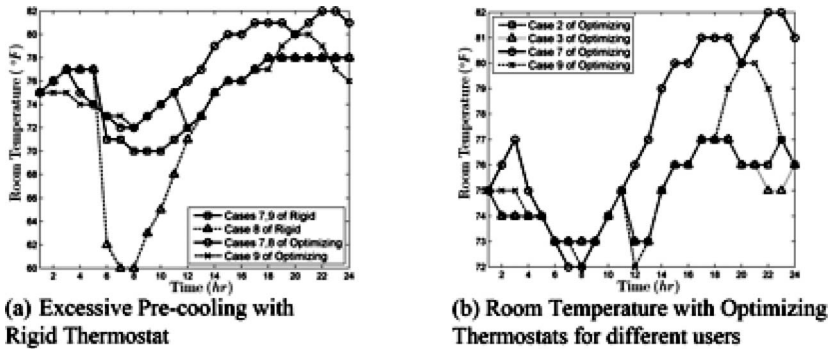 82
80
78
76
74
72
70
68
66
64
62
60
Room Temperature (°F)
Cases 7,9 of Rigid
Case 8 of Rigid
Cases 7,8 of Optimizing
Case 9 of Optimizing
2 4 6 8 10 12 14 16 18 20 22 24
Time (hr)
(a) Excessive Pre-cooling with
Rigid Thermostat
82
81
80
79
78
77
76
75
74
73
72
Room Temperature (°F)
Case 2 of Optimizing
Case 3 of Optimizing
Case 7 of Optimizing
Case 9 of Optimizing
2 4 6 8 10 12 14 16 18 20 22 24
Time (hr)
(b) Room Temperature with Optimizing
Thermostats for different users